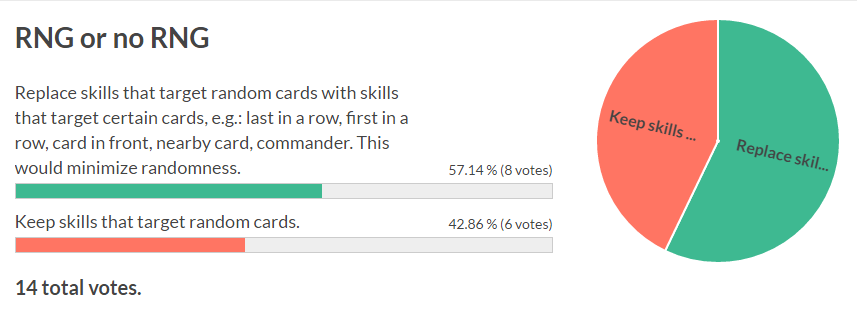 RNG or no RNG
Replace skills that target random cards with skills
that target certain cards, e.g.: last in a row, first in a
row, card in front, nearby card, commander. This
would minimize randomness.
57.14 % (8 votes)
Keep skills that target random cards.
42.86 % (6 votes)
14 total votes.
Keep skills ...
Replace skil...